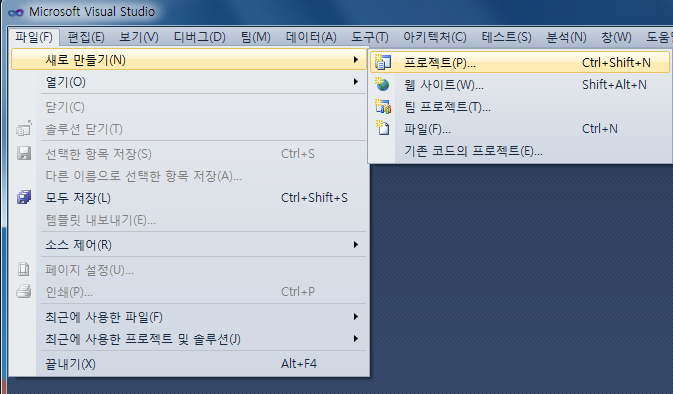 Microsoft Visual Studio
파일(F) 편집(E) 보기(V) 디버그(D) 팀(M) 데이터(A) 도구(T) 아키텍처(C) 테스트(S) 분석(N) 창(W) 도움
새로 만들기(N)
열기(O)
닫기(C)
솔루션 닫기(T)
선택한 항목 저장(S) Ctrl+S
다른 이름으로 선택한 항목 저장(A)...
모두 저장(L) Ctrl+Shift+S
템플릿 내보내기(E)...
소스 제어(R)
페이지 설정(U)...
인쇄(P)... Ctrl+P
최근에 사용한 파일(F)
최근에 사용한 프로젝트 및 솔루션(J)
끝내기(X) Alt+F4
프로젝트(P)... Ctrl+Shift+N
웹 사이트(W)... Shift+Alt+N
팀 프로젝트(T)...
파일(F)... Ctrl+N
기존 코드의 프로젝트(E)...